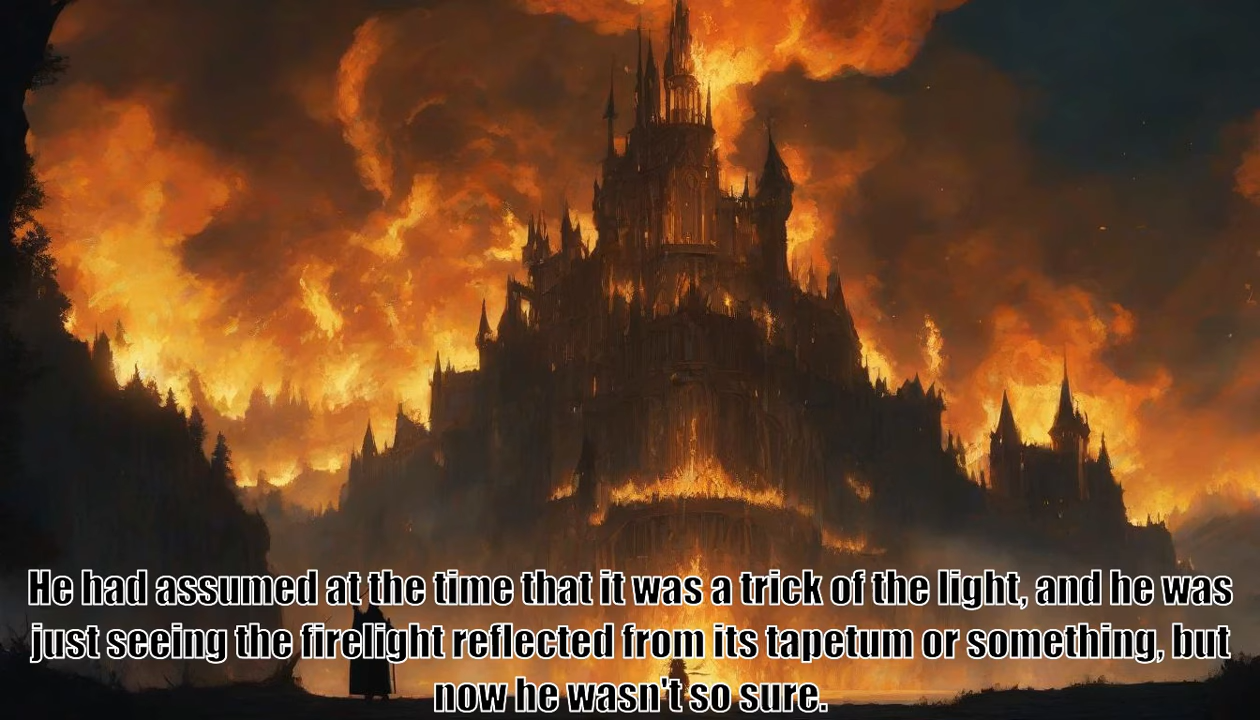 He had assumed at the time that it was a trick of the light, and he was
just seeing the firelight reflected from its tapetum or something, but
now he wasn't so sure.